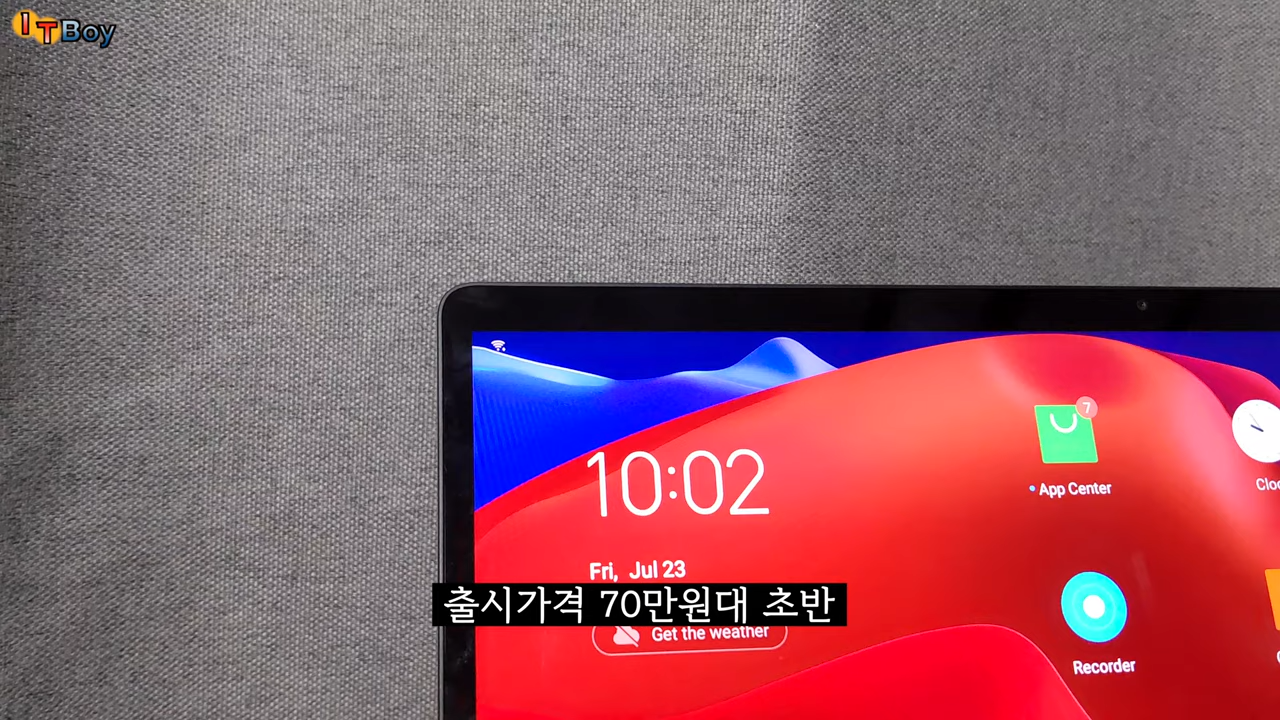 ITBoy
10:02
7
App Center
Fri, Jul 23
출시가격 70만원대 초반
Get the weather
Recorder